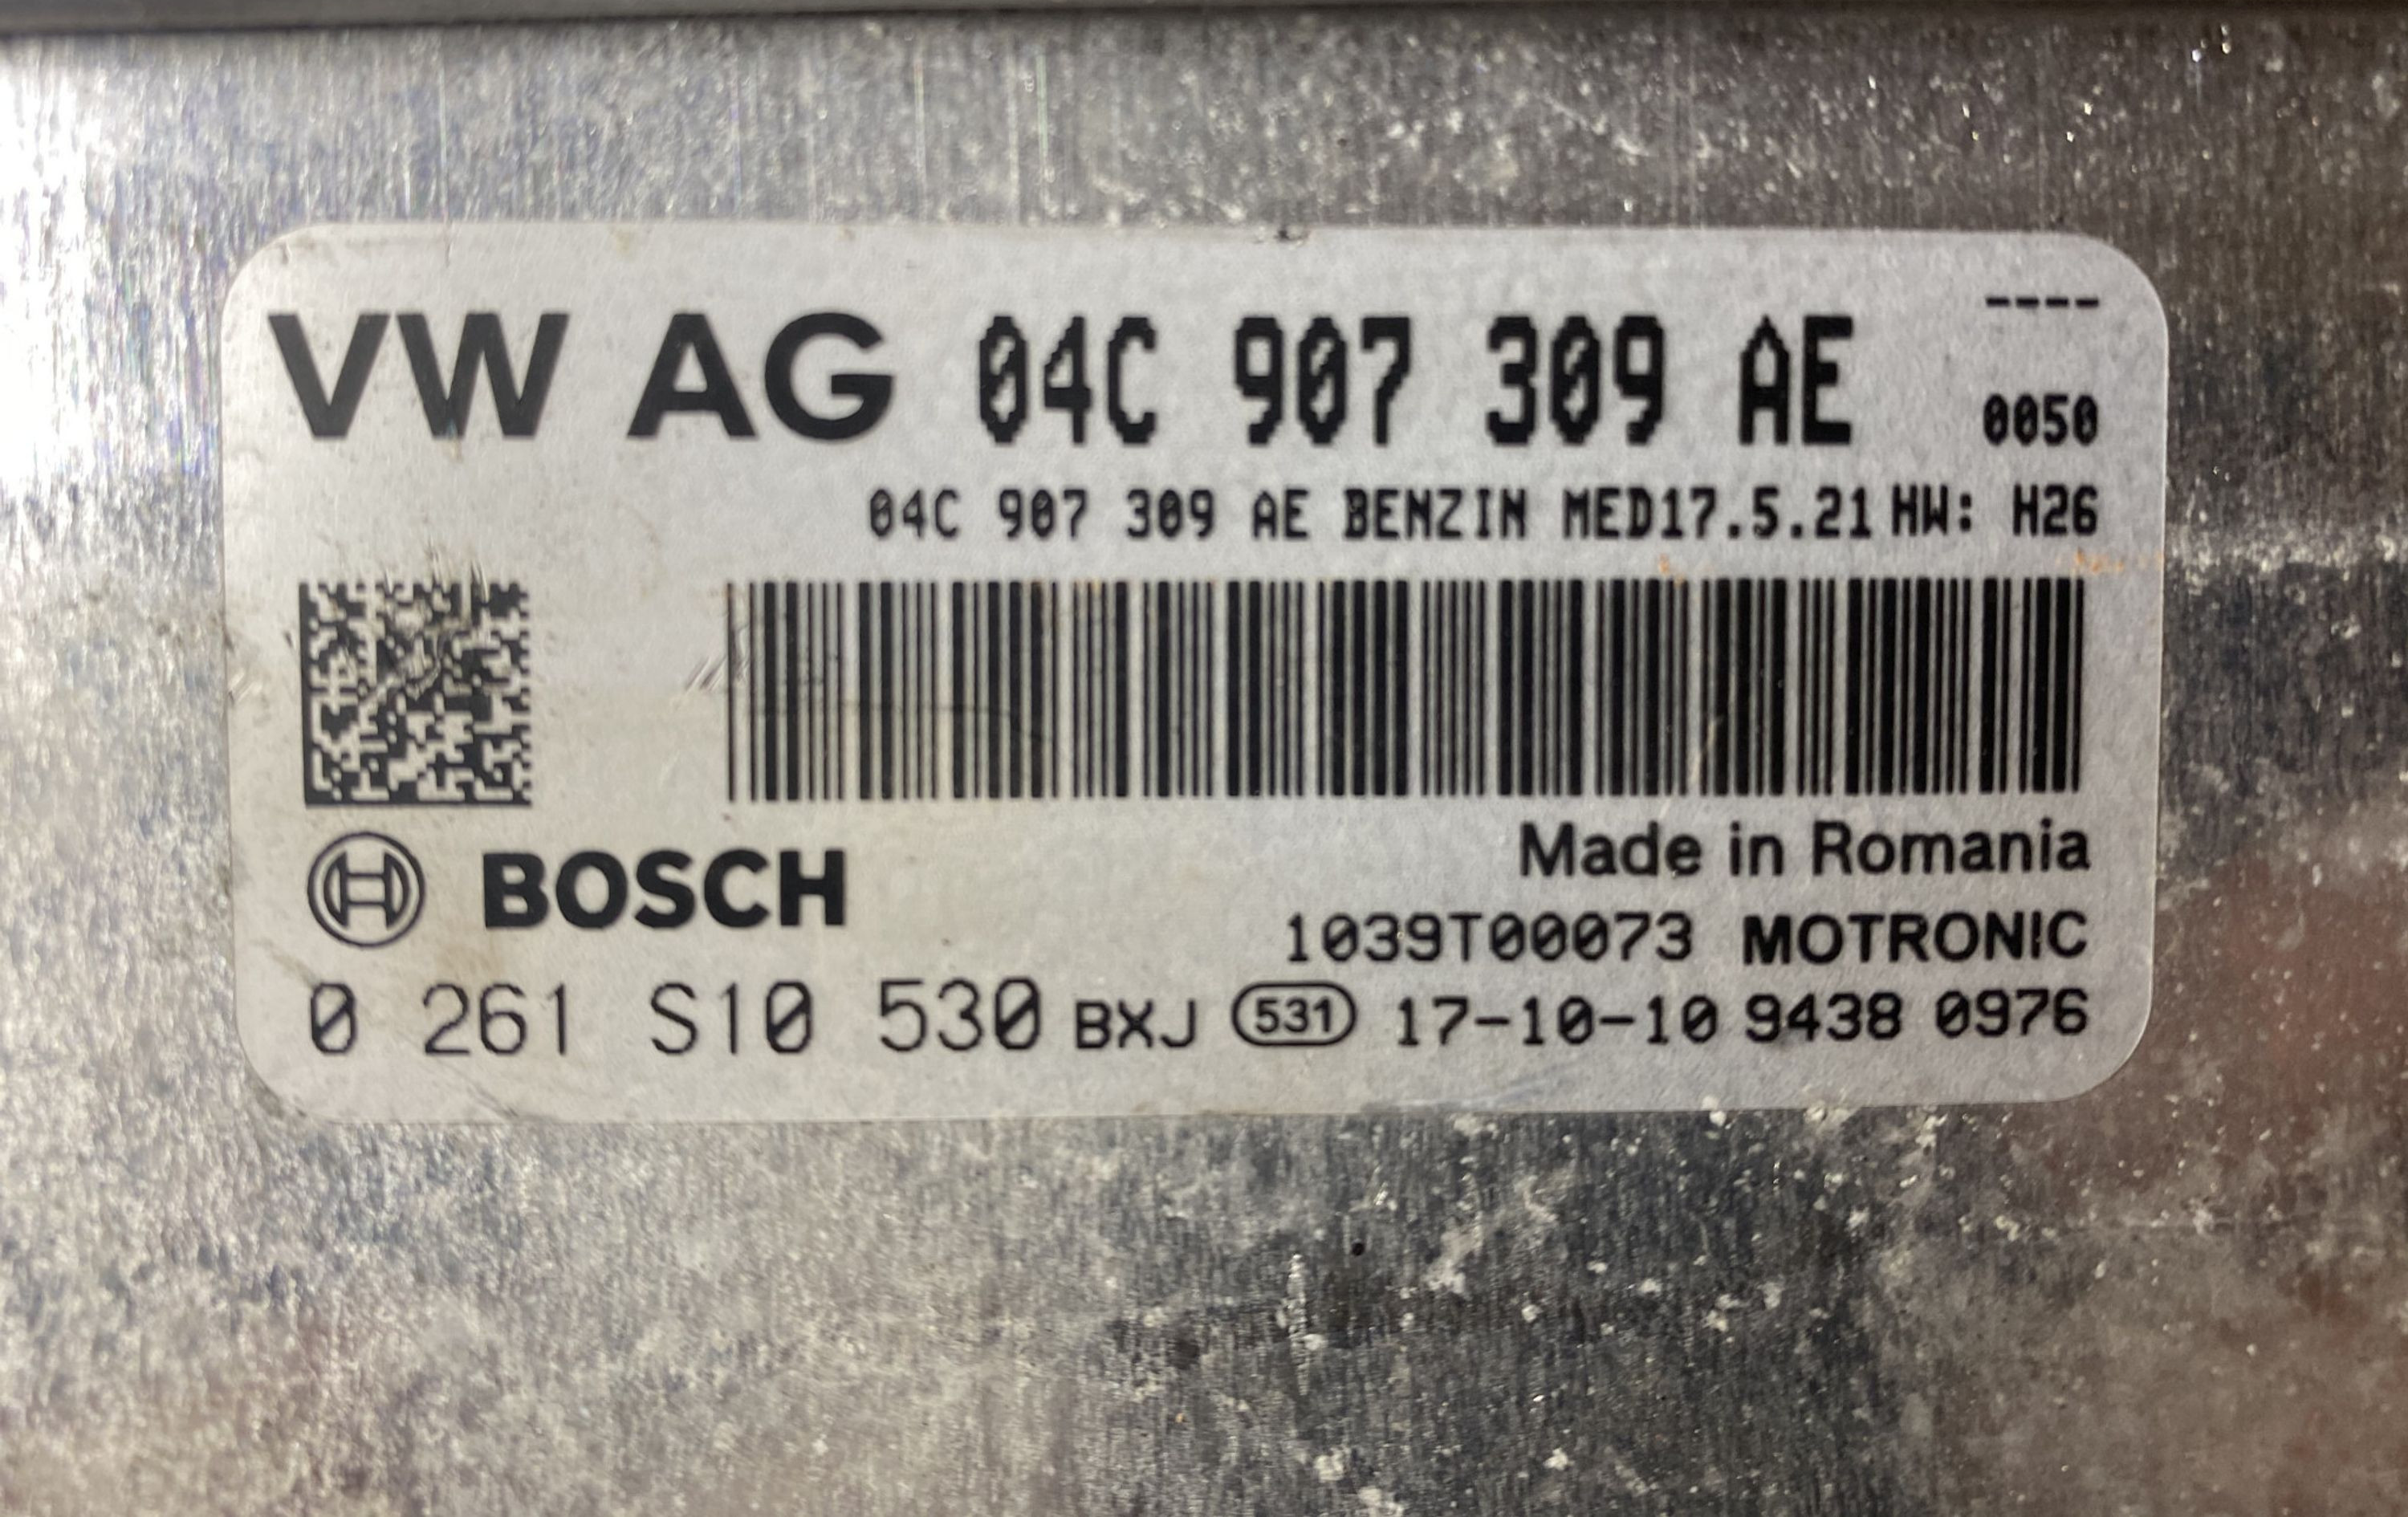 VW AG 04C 907 309 AE ----
0050
04C 907 309 AE BENZIN MED17.5.21 HW: H26
Made in Romania
BOSCH
1039T00073 MOTRONIC
0 261 S10 530 BXJ 531 17-10-10 9438 0976